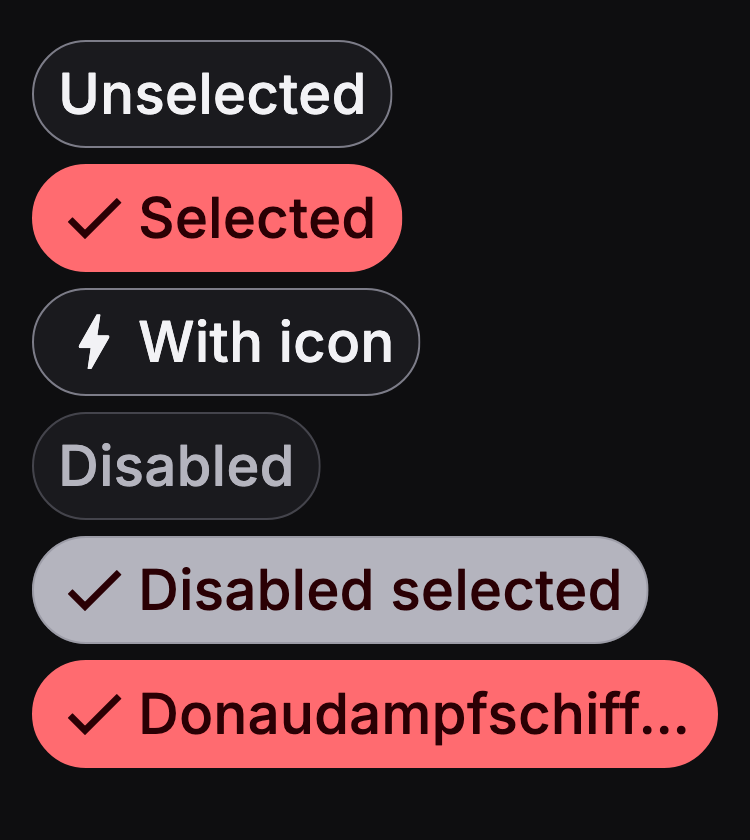 Unselected
Selected
With icon
Disabled
Disabled selected
Donaudampfschiff...